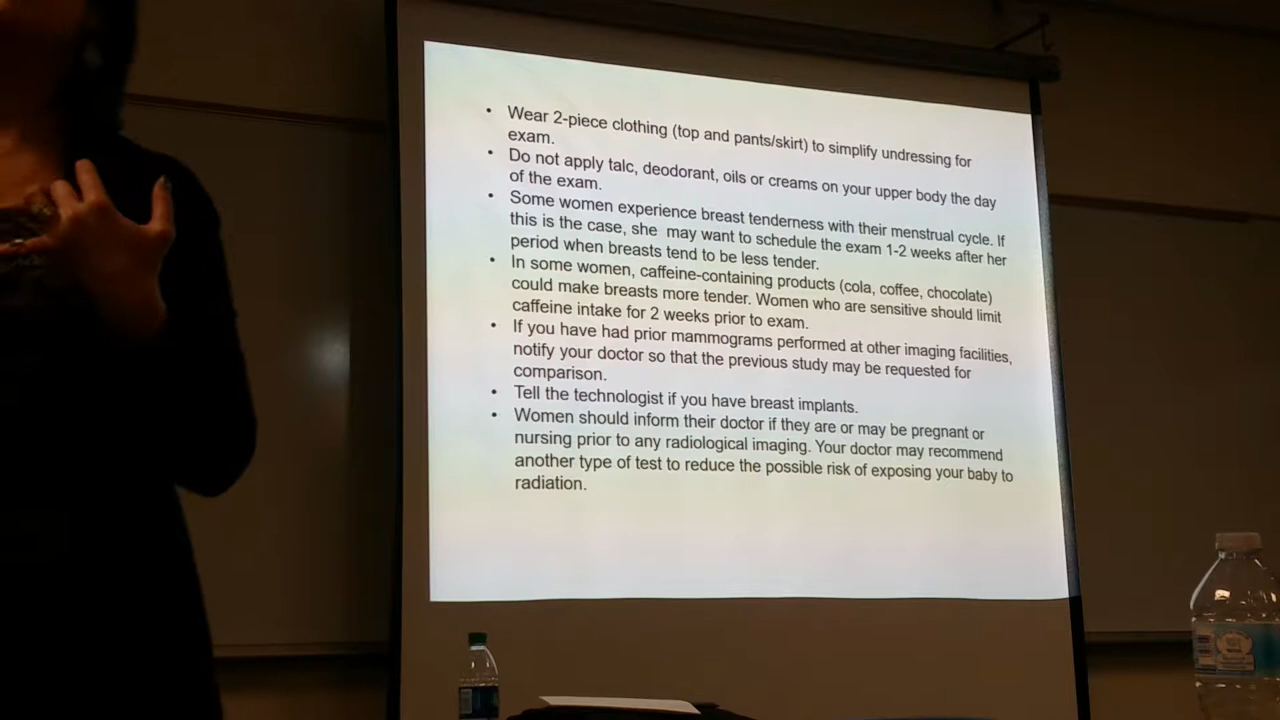 • Wear 2-piece clothing (top and pants/skirt) to simplify undressing for
exam.
• Do not apply talc, deodorant, oils or creams on your upper body the day
of the exam.
• Some women experience breast tenderness with their menstrual cycle. If
this is the case, she may want to schedule the exam 1-2 weeks after her
period when breasts tend to be less tender.
• In some women, caffeine-containing products (cola, coffee, chocolate)
could make breasts more tender. Women who are sensitive should limit
caffeine intake for 2 weeks prior to exam.
• If you have had prior mammograms performed at other imaging facilities,
notify your doctor so that the previous study may be requested for
comparison.
• Tell the technologist if you have breast implants.
• Women should inform their doctor if they are or may be pregnant or
nursing prior to any radiological imaging. Your doctor may recommend
another type of test to reduce the possible risk of exposing your baby to
radiation.